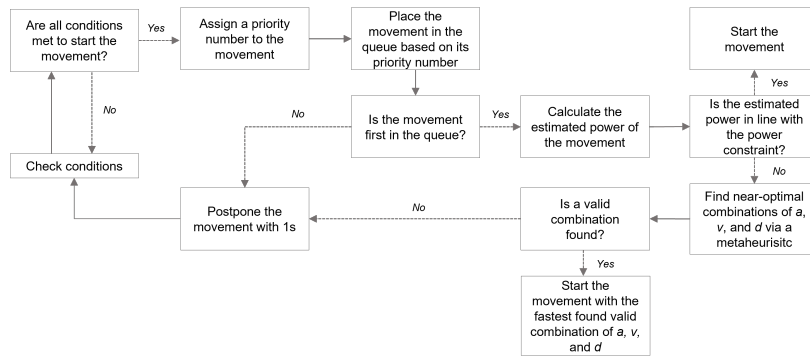 Are all conditions
met to start the
movement?
Yes
Assign a priority
number to the
movement
Place the
movement in the
queue based on its
priority number
Start the
movement
No
Yes
No
Is the movement
first in the queue?
Yes
Calculate the
estimated power of
the movement
Is the estimated
power in line with
the power
constraint?
Check conditions
No
Postpone the
movement with 1s
No
Is a valid
combination
found?
Find near-optimal
combinations of a,
v, and d via a
metaheurisitc
Yes
Start the
movement with the
fastest found valid
combination of a, v,
and d